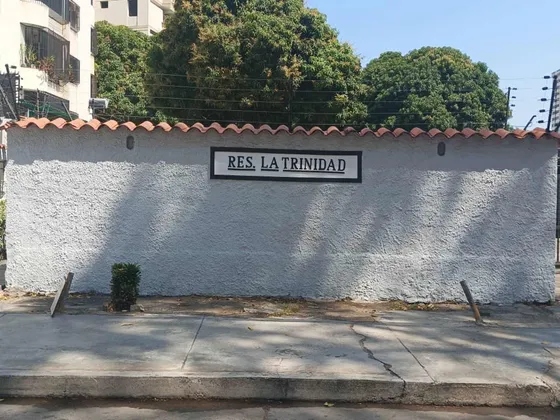 RES. LA TRINIDAD